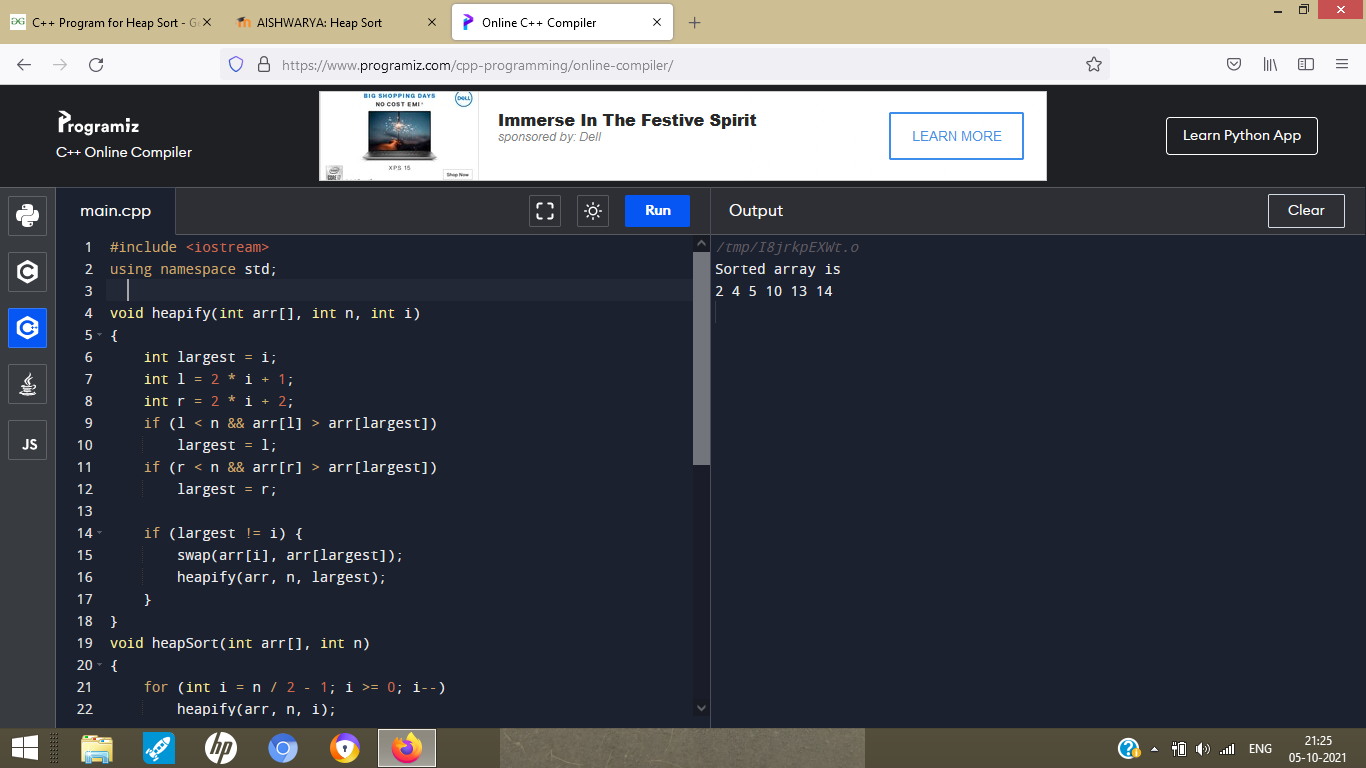 C++ Program for Heap Sort - Ge
AISHWARYA: Heap Sort
Online C++ Compiler
https://www.programiz.com/cpp-programming/online-compiler/
Programiz
C++ Online Compiler
BIG SHOPPING DAYS
NO COST EMI*
DELL
XPS 15
Shop Now
Immerse In The Festive Spirit
sponsored by: Dell
LEARN MORE
Learn Python App
main.cpp
Run
Output
Clear
JS
1 #include <iostream>
2 using namespace std;
3
4 void heapify(int arr[], int n, int i)
5 {
6 int largest = i;
7 int l = 2 * i + 1;
8 int r = 2 * i + 2;
9 if (l < n && arr[l] > arr[largest])
10 largest = l;
11 if (r < n && arr[r] > arr[largest])
12 largest = r;
13
14 if (largest != i) {
15 swap(arr[i], arr[largest]);
16 heapify(arr, n, largest);
17 }
18 }
19 void heapSort(int arr[], int n)
20 {
21 for (int i = n / 2 - 1; i >= 0; i--)
22 heapify(arr, n, i);
/tmp/I8jrkpEXWt.o
Sorted array is
2 4 5 10 13 14
hp
ENG
21:25
05-10-2021